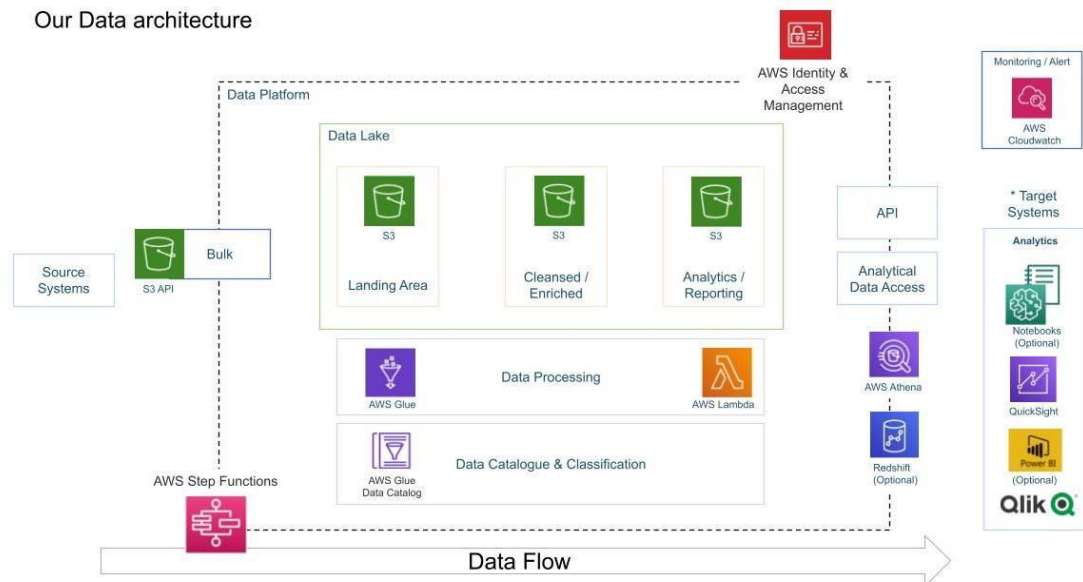 Our Data architecture
AWS Identity &
Access
Management
Monitoring / Alert
AWS
Cloudwatch
Data Platform
Data Lake
S3
S3
S3
Landing Area
Cleansed /
Enriched
Analytics /
Reporting
Source
Systems
S3 API
Bulk
API
Analytical
Data Access
* Target
Systems
Analytics
Notebooks
(Optional)
QuickSight
Power BI
(Optional)
Qlik
AWS Glue
Data Processing
AWS Lambda
AWS Athena
Redshift
(Optional)
AWS Glue
Data Catalog
Data Catalogue & Classification
AWS Step Functions
Data Flow